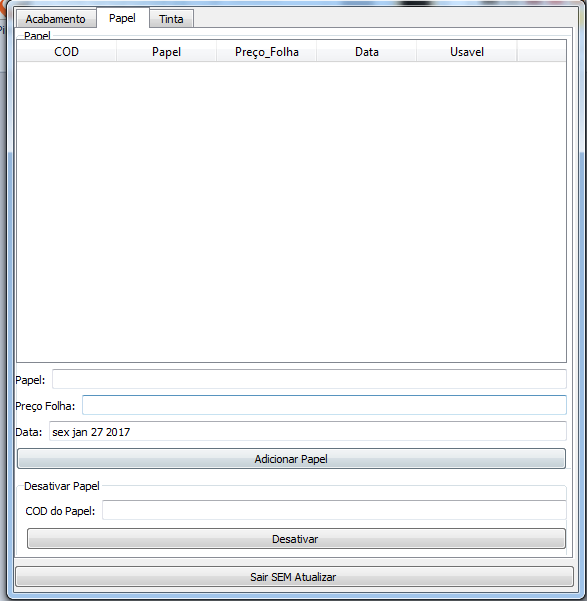 Acabamento Papel Tinta
Papel
COD Papel Preço_Folha Data Usavel
Papel:
Preço Folha:
Data: sex jan 27 2017
Adicionar Papel
Desativar Papel
COD do Papel:
Desativar
Sair SEM Atualizar